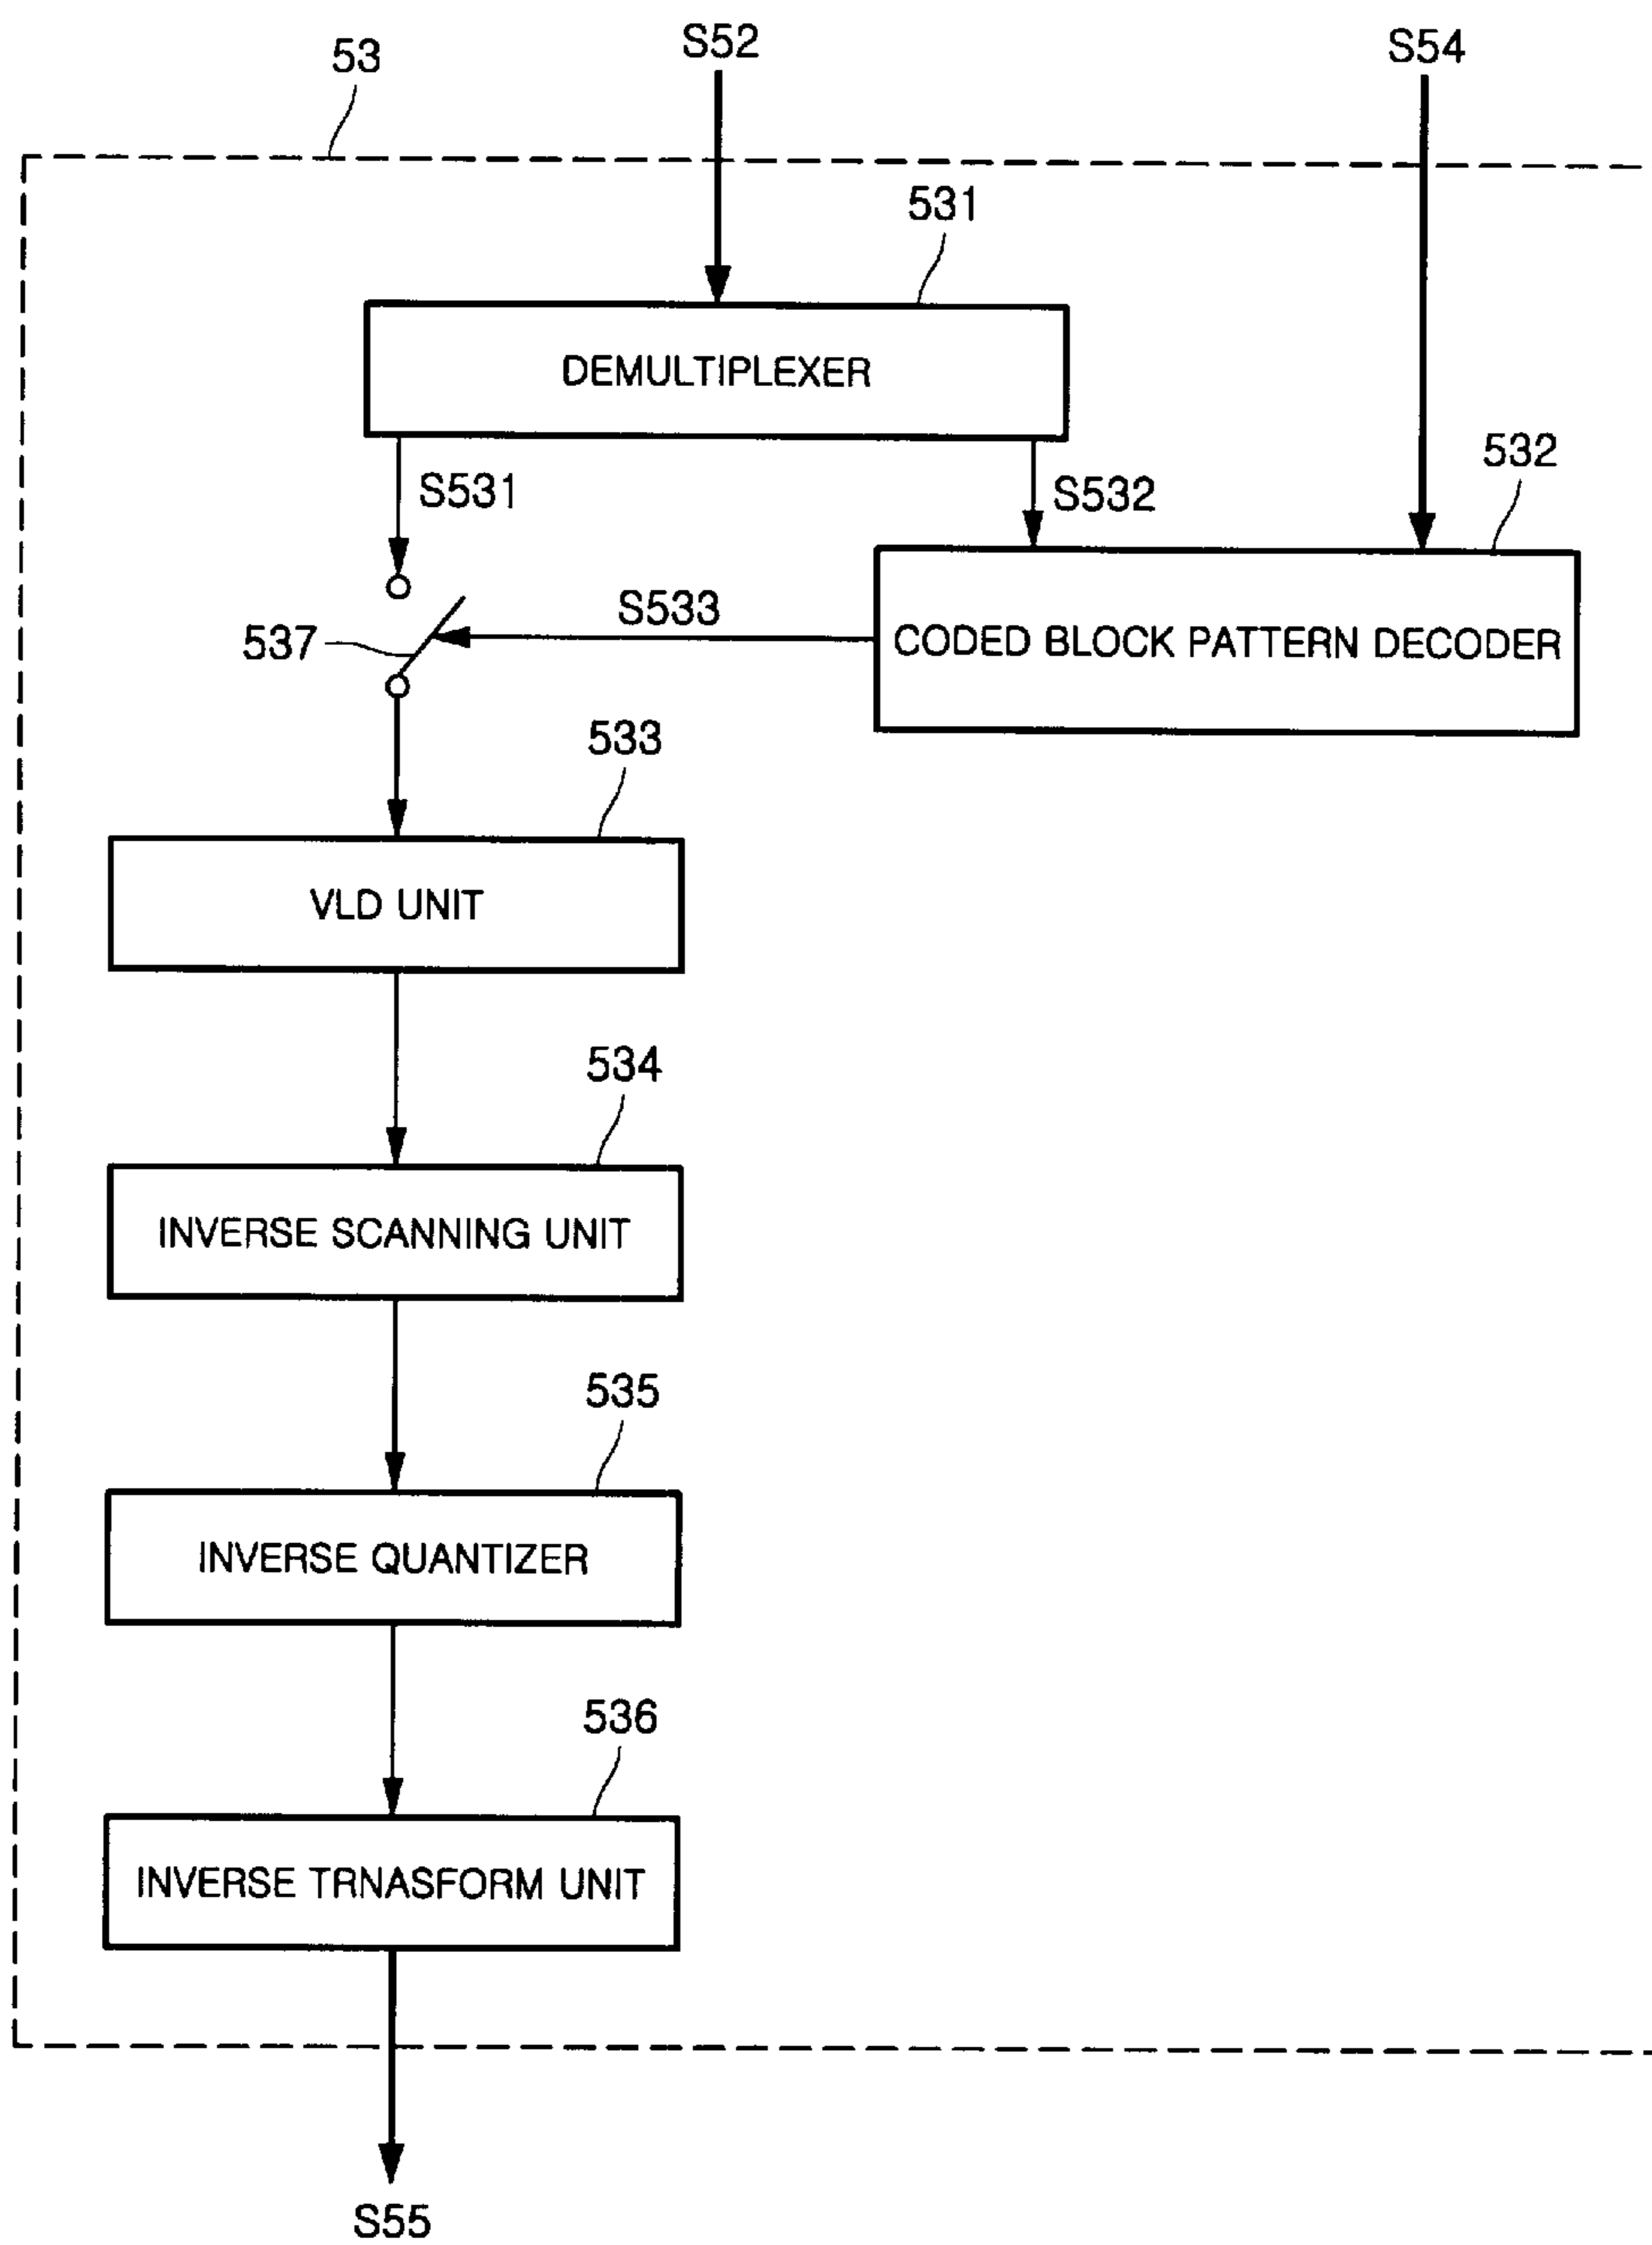 53
S52
S54
531
DEMULTIPLEXER
S531
S532
532
S533
537
CODED BLOCK PATTERN DECODER
533
VLD UNIT
534
INVERSE SCANNING UNIT
535
INVERSE QUANTIZER
536
INVERSE TRNASFORM UNIT
S55